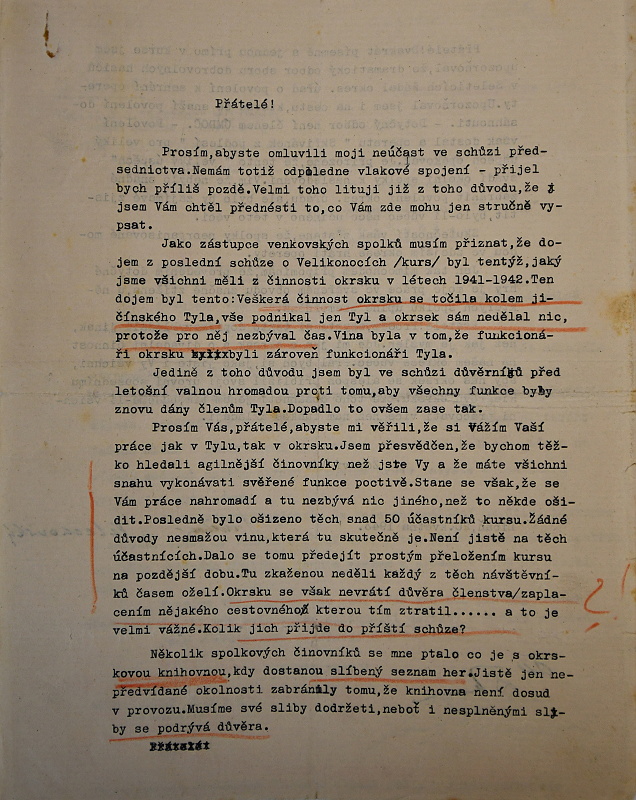 Přátelé!
Prosím,abyste omluvili moji neúčast ve schůzi před-
sednictva.Nemám totiž odpoledne vlakové spojení - přijel
bych příliš pozdě.Velmi toho lituji již z toho důvodu,že
jsem Vám chtěl přednésti to,co Vám zde mohu jen stručně vy-
psat.
Jako zástupce venkovských spolků musím přiznat,že do-
jem z poslední schůze o Velikonocích /kurs/ byl tentýž,jaký
jsme všichni měli z činnosti okrsku v létech 1941-1942.Ten
dojem byl tento:Veškerá činnost okrsku se točila kolem ji-
čínského Tyla,vše podnikal jen Tyl a okrsek sám nedělal nic,
protože pro něj nezbýval čas.Vina byla v tom,že funkcioná-
ři okrsku byli zároveň funkcionáři Tyla.
Jedině z toho důvodu jsem byl ve schůzi důvěrníků před
letošní valnou hromadou proti tomu,aby všechny funkce byly
znovu dány členům Tyla.Dopadlo to ovšem zase tak.
Prosím Vás,přátelé,abyste mi věřili,že si vážím Vaší
práce jak v Tylu,tak v okrsku.Jsem přesvědčen,že bychom těž-
ko hledali agilnější činovníky než jste Vy a že máte všichni
snahu vykonávati svěřené funkce poctivě.Stane se však,že se
Vám práce nahromadí a tu nezbývá nic jiného,než to někde oši-
dit.Posledně bylo ošizeno těch snad 50 účastníků kursu.Žádné
důvody nesmažou vinu,která tu skutečně je.Není jistě na těch
účastnících.Dalo se tomu předejít prostým přeložením kursu
na pozdější dobu.Tu zkaženou neděli každý z těch návštěvní-
ků časem oželí.Okrsku se však nevrátí důvěra členstva/zapla-
cením nějakého cestovného/ kterou tím ztratil...... a to je
velmi vážné.Kolik jich přijde do příští schůze?
?!
Několik spolkových činovníků se mne ptalo co je s okrs-
kovou knihovnou,kdy dostanou slíbený seznam her.Jistě jen ne-
předvídané okolnosti zabránily tomu,že knihovna není dosud
v provozu.Musíme své sliby dodržeti,neboť i nesplněnými sli-
by se podrývá důvěra.